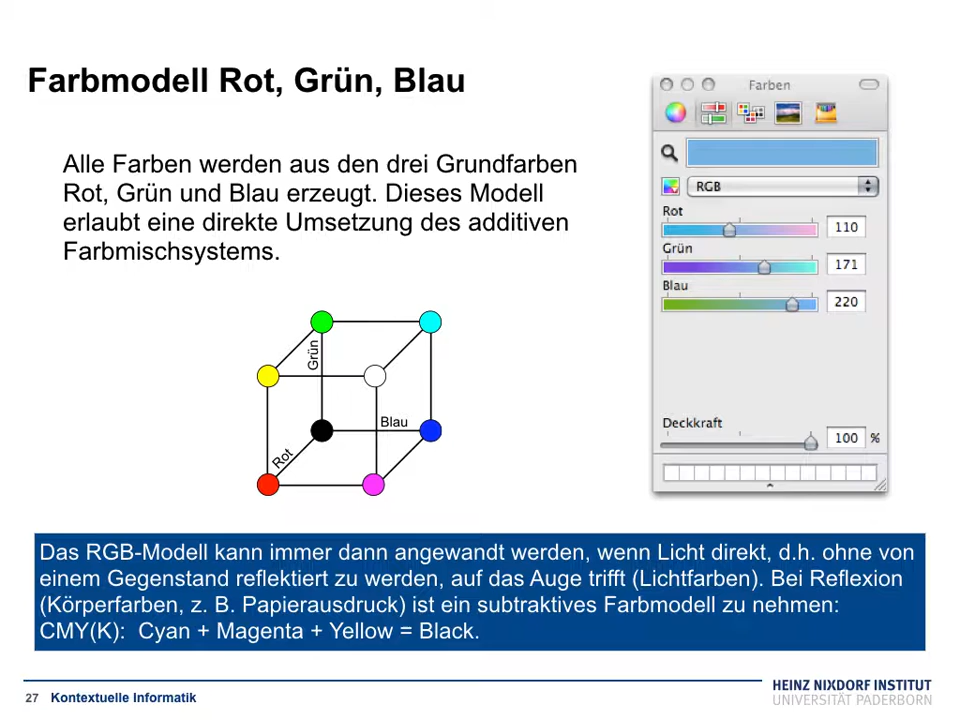 Farbmodell Rot, Grün, Blau
Alle Farben werden aus den drei Grundfarben
Rot, Grün und Blau erzeugt. Dieses Modell
erlaubt eine direkte Umsetzung des additiven
Farbmischsystems.
Grün
Blau
Rot
Farben
RGB
Rot
110
Grün
171
Blau
220
Deckkraft
100 %
Das RGB-Modell kann immer dann angewandt werden, wenn Licht direkt, d.h. ohne von
einem Gegenstand reflektiert zu werden, auf das Auge trifft (Lichtfarben). Bei Reflexion
(Körperfarben, z. B. Papierausdruck) ist ein subtraktives Farbmodell zu nehmen:
CMY(K): Cyan + Magenta + Yellow = Black.
27 Kontextuelle Informatik
HEINZ NIXDORF INSTITUT
UNIVERSITÄT PADERBORN